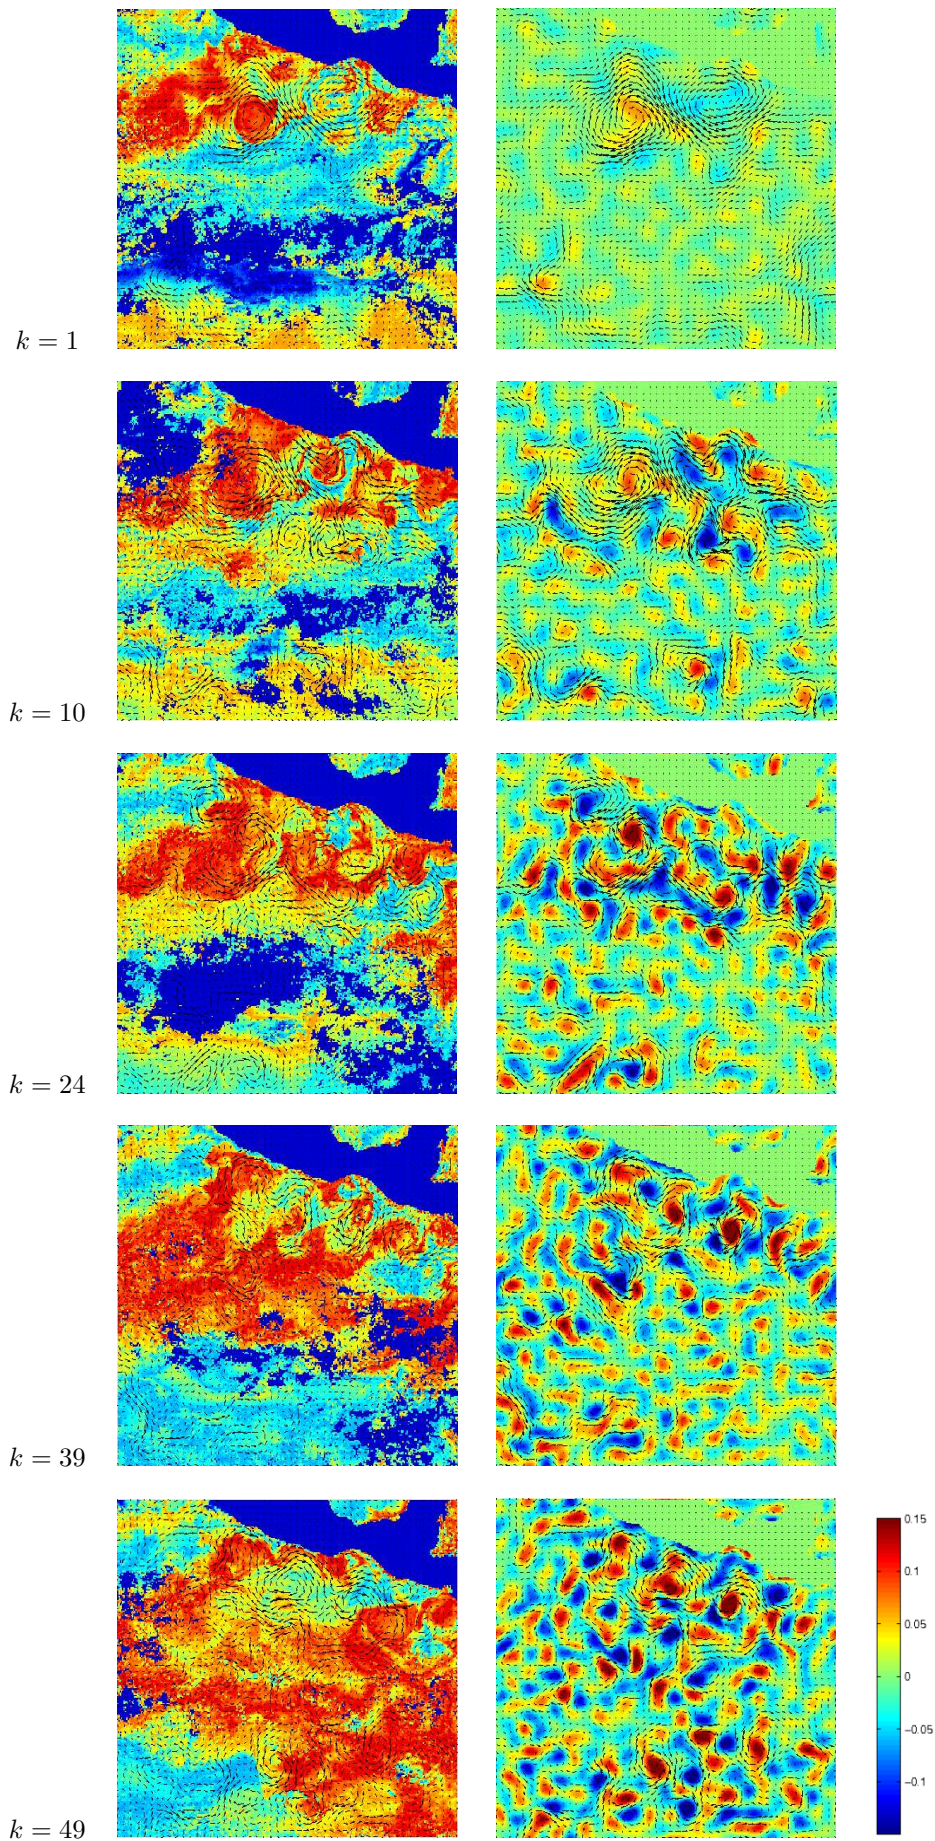 k = 1
k = 10
k = 24
k = 39
k = 49
0.15
0.1
0.05
0
−0.05
−0.1